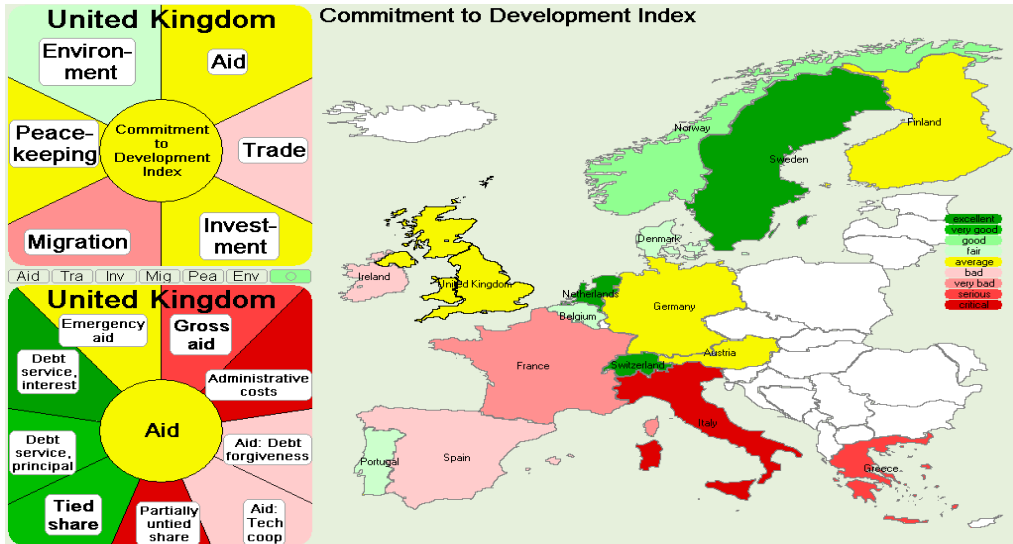 United Kingdom
Environ-
ment
Aid
Peace-
keeping
Commitment
to
Development
Index
Trade
Migration
Invest-
ment
Aid Tra Inv Mig Pea Env O
United Kingdom
Emergency
aid
Gross
aid
Debt
service,
interest
Administrative
costs
Aid
Debt
service,
principal
Aid: Debt
forgiveness
Tied
share
Partially
untied
share
Aid:
Tech
coop
Commitment to Development Index
Norway
Finland
Sweden
Denmark
Ireland
United Kingdom
Netherlands
Germany
Belgium
France
Austria
Switzerland
Italy
Portugal
Spain
Greece
excellent
very good
good
fair
average
bad
very bad
serious
critical